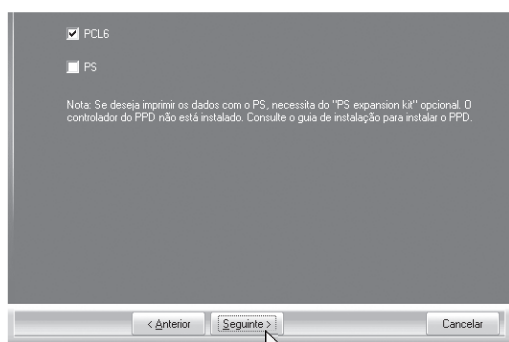 PCL6
PS
Nota: Se deseja imprimir os dados com o PS, necessita do "PS expansion kit" opcional. O
controlador do PPD não está instalado. Consulte o guia de instalação para instalar o PPD.
< Anterior Seguinte > Cancelar